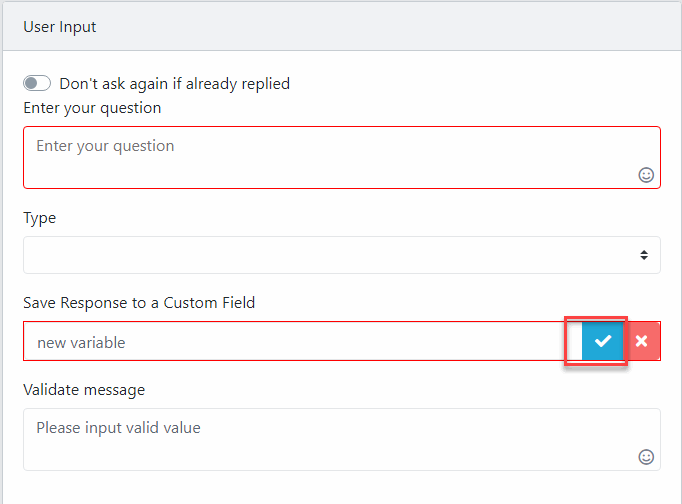 User Input
Don't ask again if already replied
Enter your question
Enter your question
Type
Save Response to a Custom Field
new variable
Validate message
Please input valid value